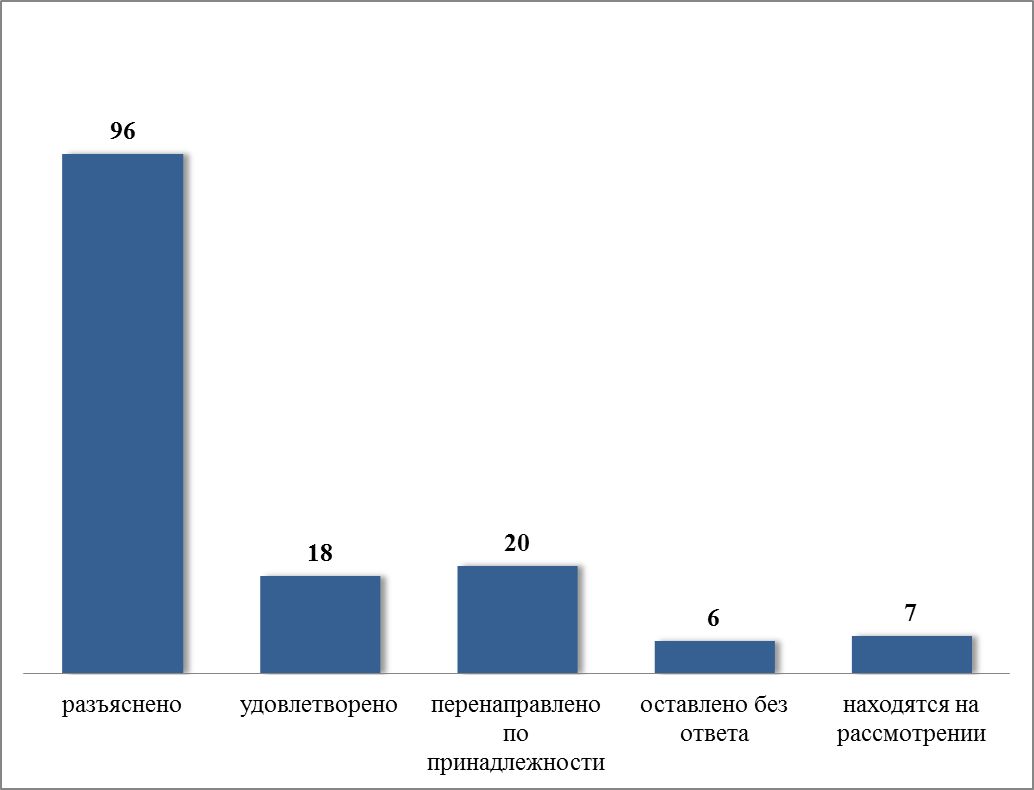 96
18
20
6
7
разъяснено
удовлетворено
перенаправлено
по
принадлежности
оставлено без
ответа
находятся на
рассмотрении